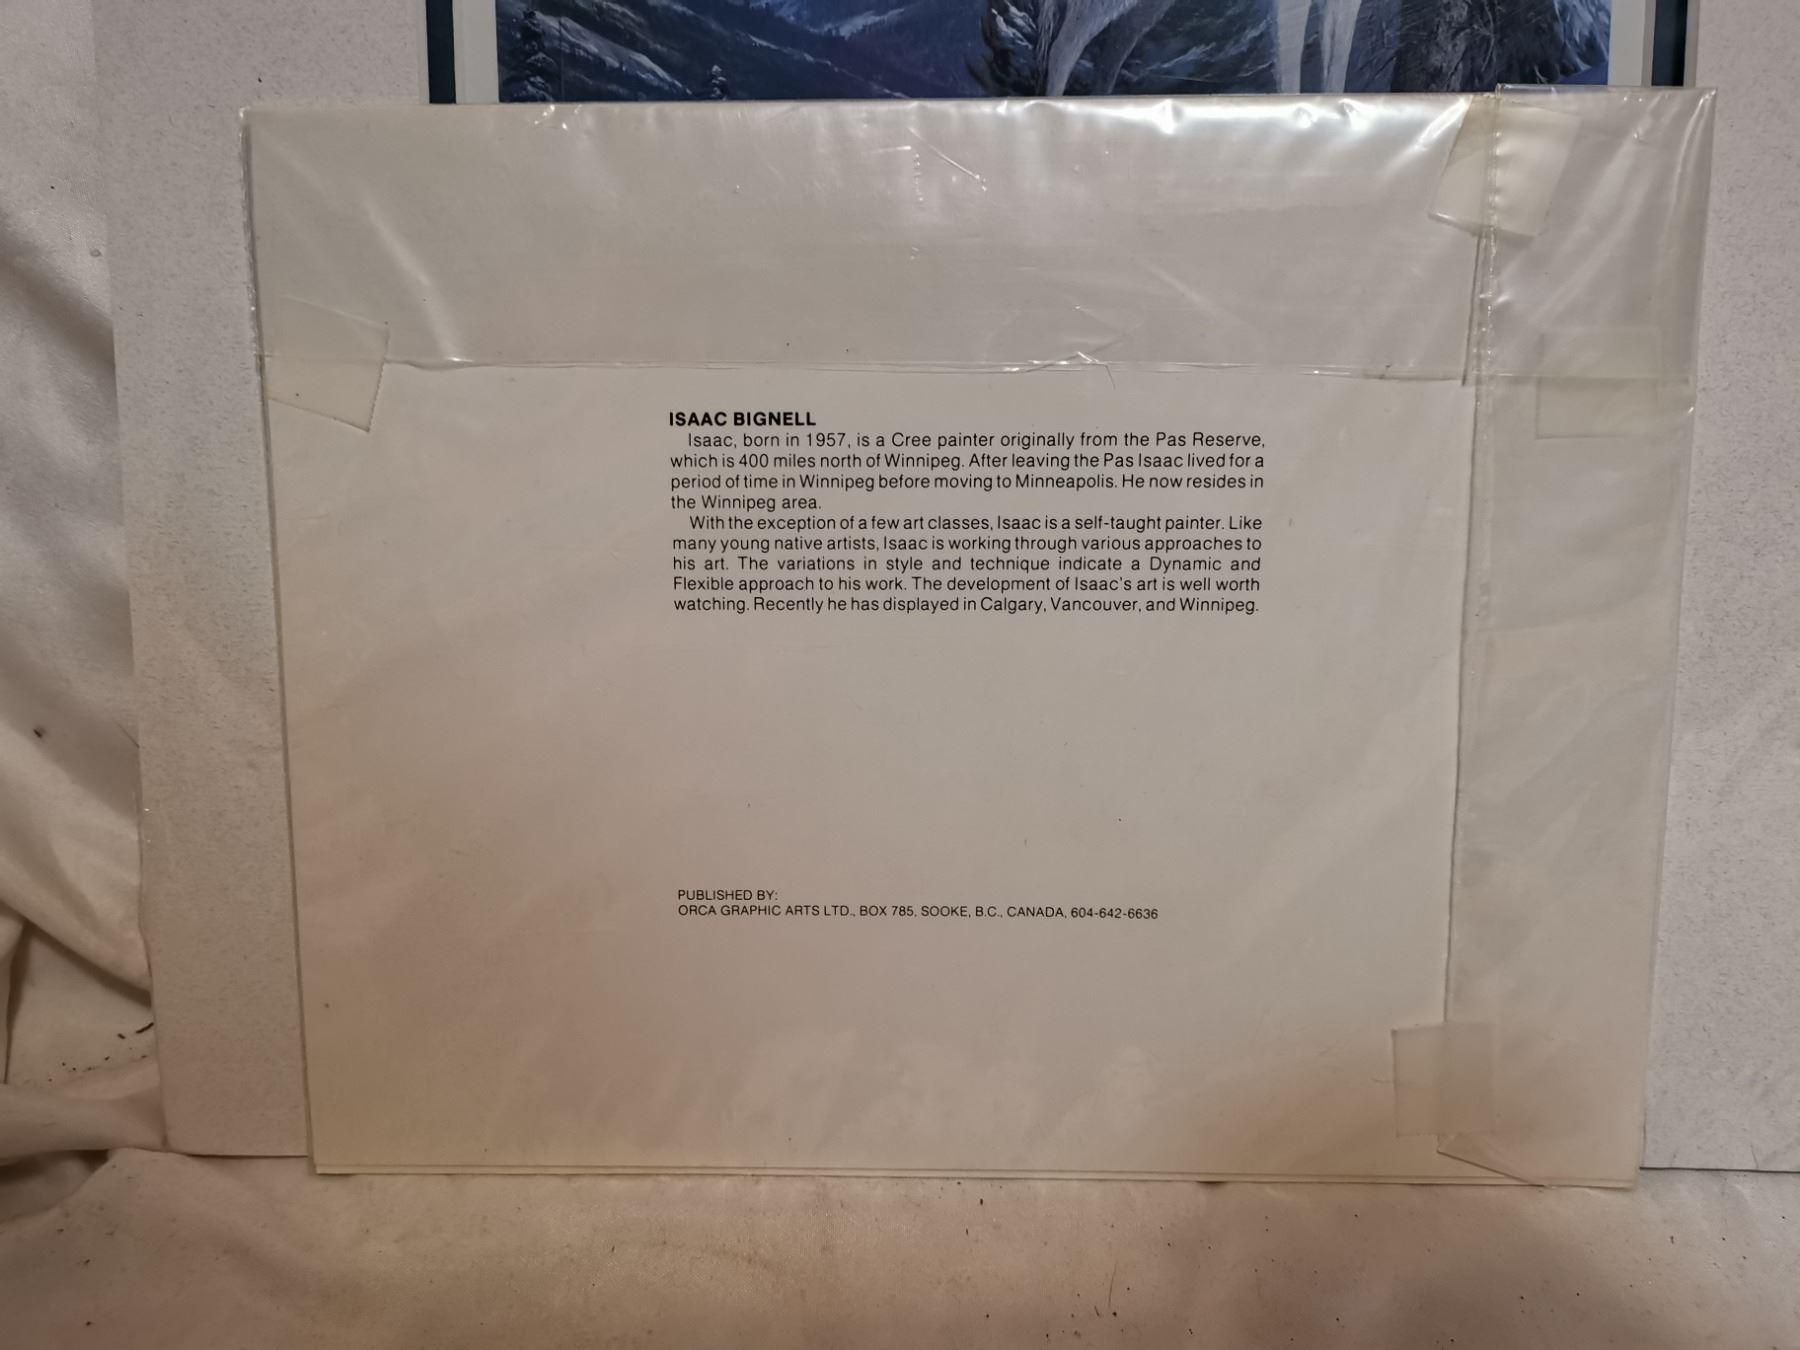 ISAAC BIGNELL
Isaac, born in 1957, is a Cree painter originally from the Pas Reserve,
which is 400 miles north of Winnipeg. After leaving the Pas Isaac lived for a
period of time in Winnipeg before moving to Minneapolis. He now resides in
the Winnipeg area.
With the exception of a few art classes, Isaac is a self-taught painter. Like
many young native artists, Isaac is working through various approaches to
his art. The variations in style and technique indicate a Dynamic and
Flexible approach to his work. The development of Isaac's art is well worth
watching. Recently he has displayed in Calgary, Vancouver, and Winnipeg.
PUBLISHED BY:
ORCA GRAPHIC ARTS LTD., BOX 785, SOOKE, B.C., CANADA, 604-642-6636